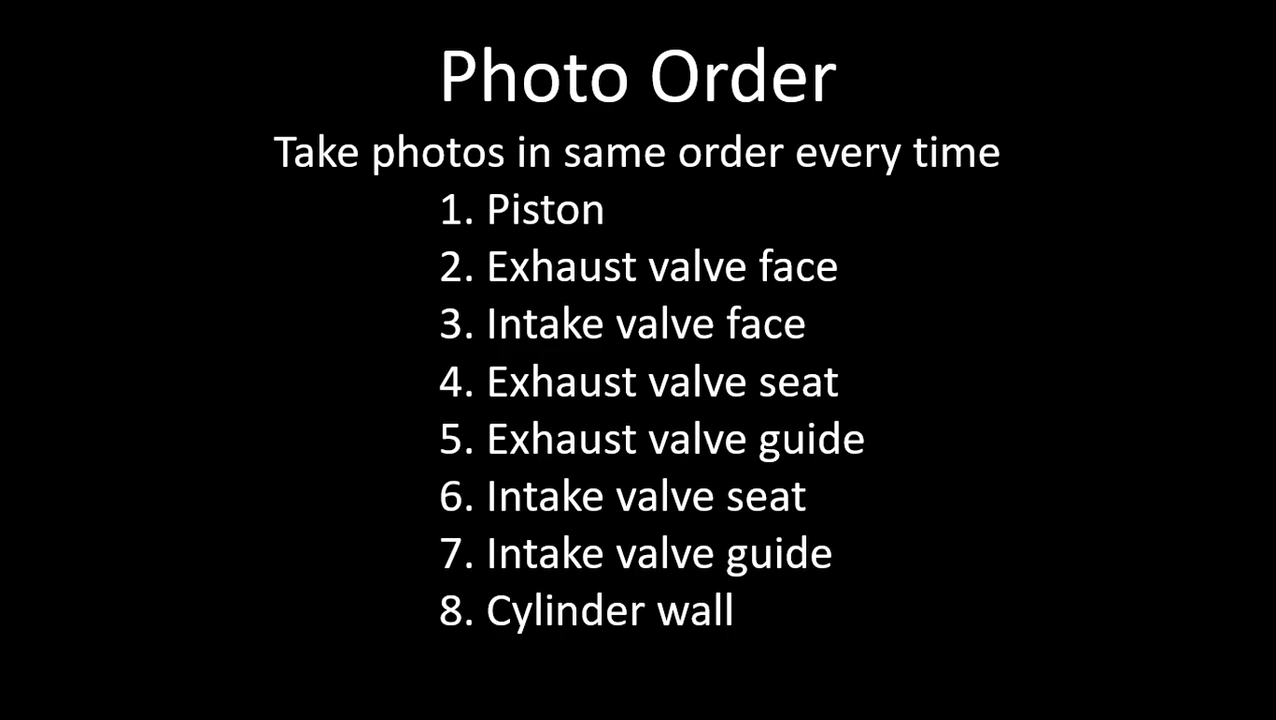 Photo Order
Take photos in same order every time
1. Piston
2. Exhaust valve face
3. Intake valve face
4. Exhaust valve seat
5. Exhaust valve guide
6. Intake valve seat
7. Intake valve guide
8. Cylinder wall